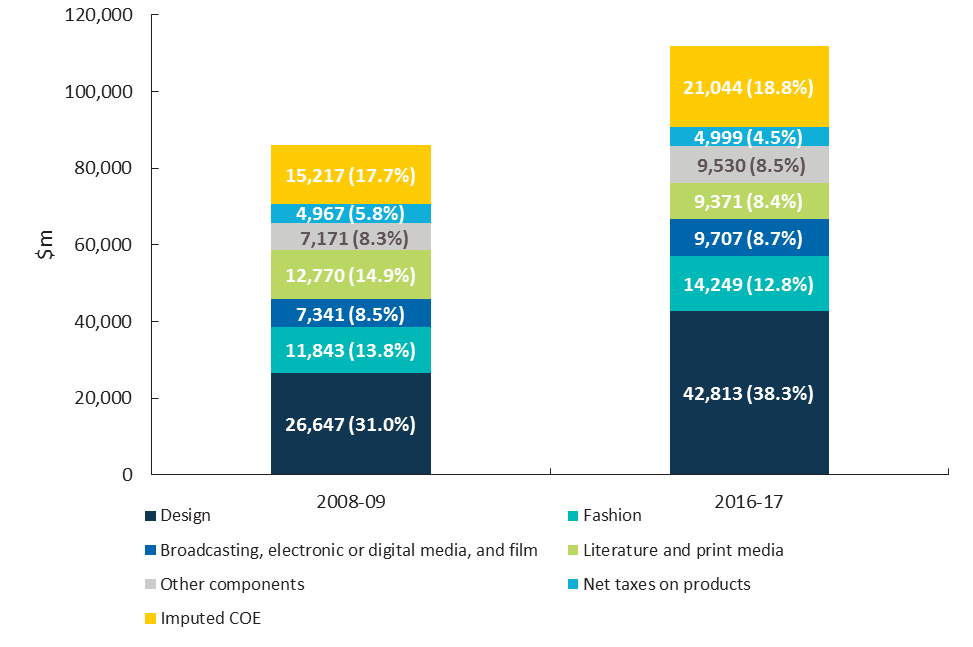 120,000
100,000
80,000
60,000
40,000
20,000
0
$m
15,217 (17.7%)
4,967 (5.8%)
7,171 (8.3%)
12,770 (14.9%)
7,341 (8.5%)
11,843 (13.8%)
26,647 (31.0%)
21,044 (18.8%)
4,999 (4.5%)
9,530 (8.5%)
9,371 (8.4%)
9,707 (8.7%)
14,249 (12.8%)
42,813 (38.3%)
2008-09
2016-17
Design
Fashion
Broadcasting, electronic or digital media, and film
Literature and print media
Other components
Net taxes on products
Imputed COE